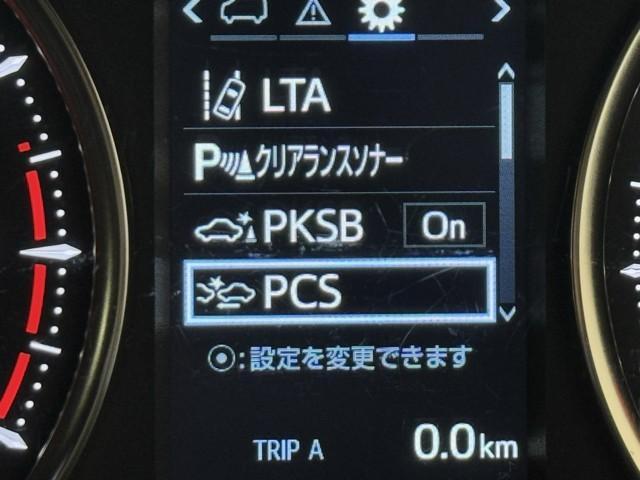 LTA
P クリアランスソナー
PKSB On
PCS
⦿:設定を変更できます
TRIP A 0.0km